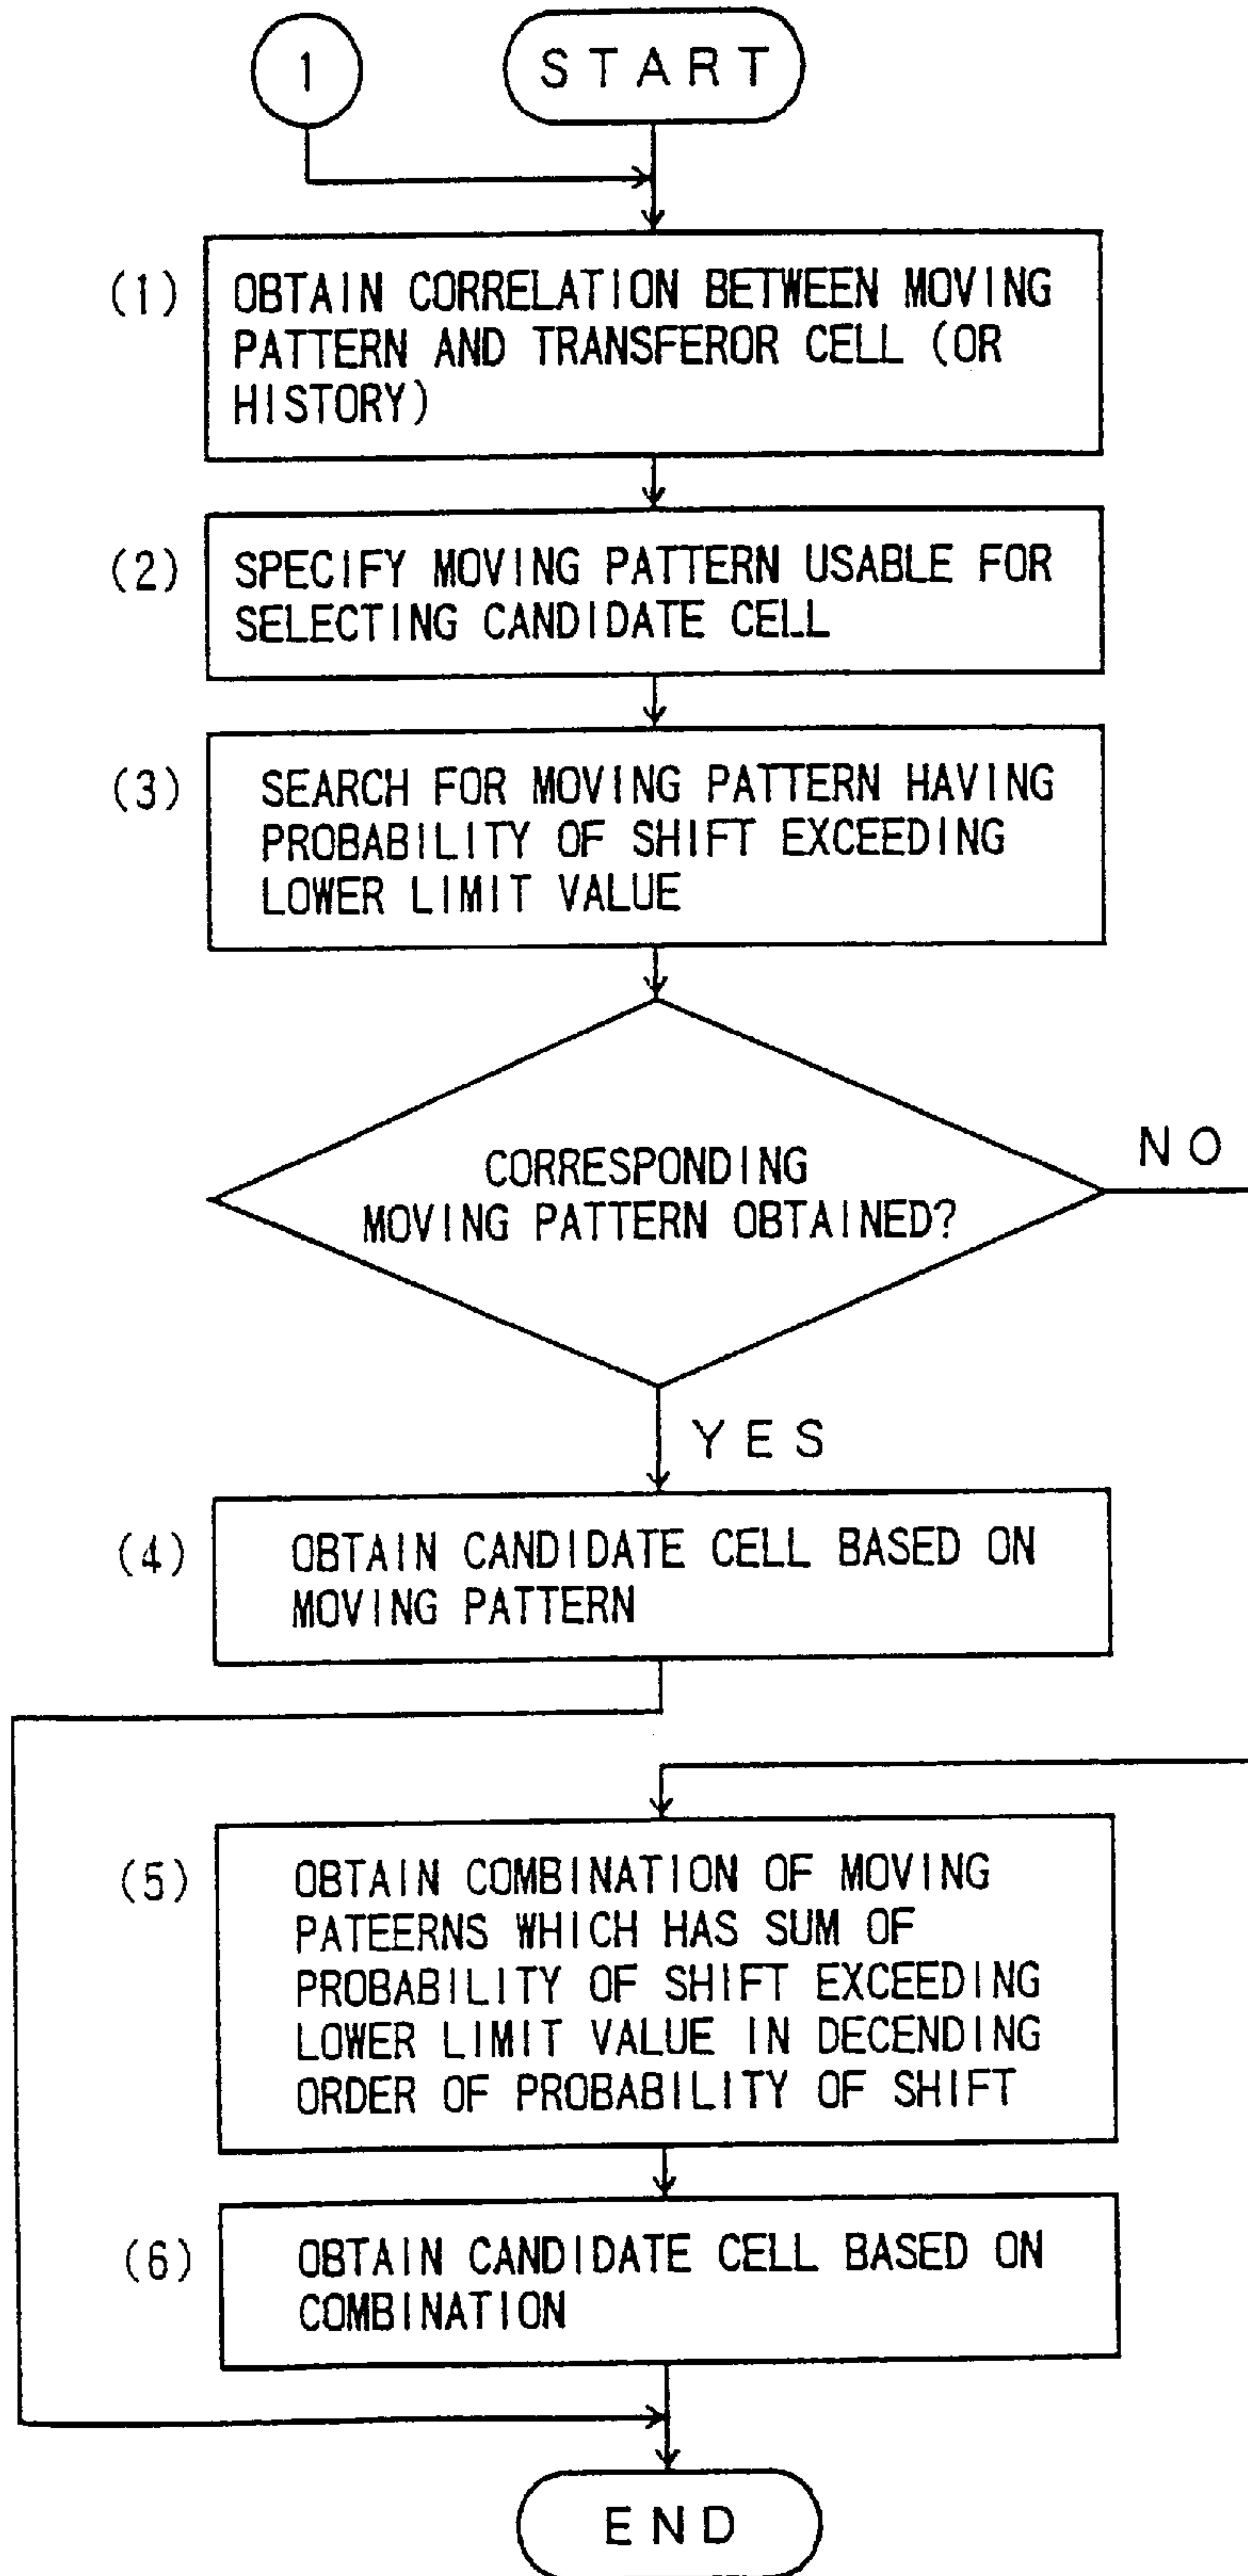 1
START
(1)
OBTAIN CORRELATION BETWEEN MOVING
PATTERN AND TRANSFEROR CELL (OR
HISTORY)
(2)
SPECIFY MOVING PATTERN USABLE FOR
SELECTING CANDIDATE CELL
(3)
SEARCH FOR MOVING PATTERN HAVING
PROBABILITY OF SHIFT EXCEEDING
LOWER LIMIT VALUE
CORRESPONDING
MOVING PATTERN OBTAINED?
NO
YES
(4)
OBTAIN CANDIDATE CELL BASED ON
MOVING PATTERN
(5)
OBTAIN COMBINATION OF MOVING
PATEERNS WHICH HAS SUM OF
PROBABILITY OF SHIFT EXCEEDING
LOWER LIMIT VALUE IN DECENDING
ORDER OF PROBABILITY OF SHIFT
(6)
OBTAIN CANDIDATE CELL BASED ON
COMBINATION
END